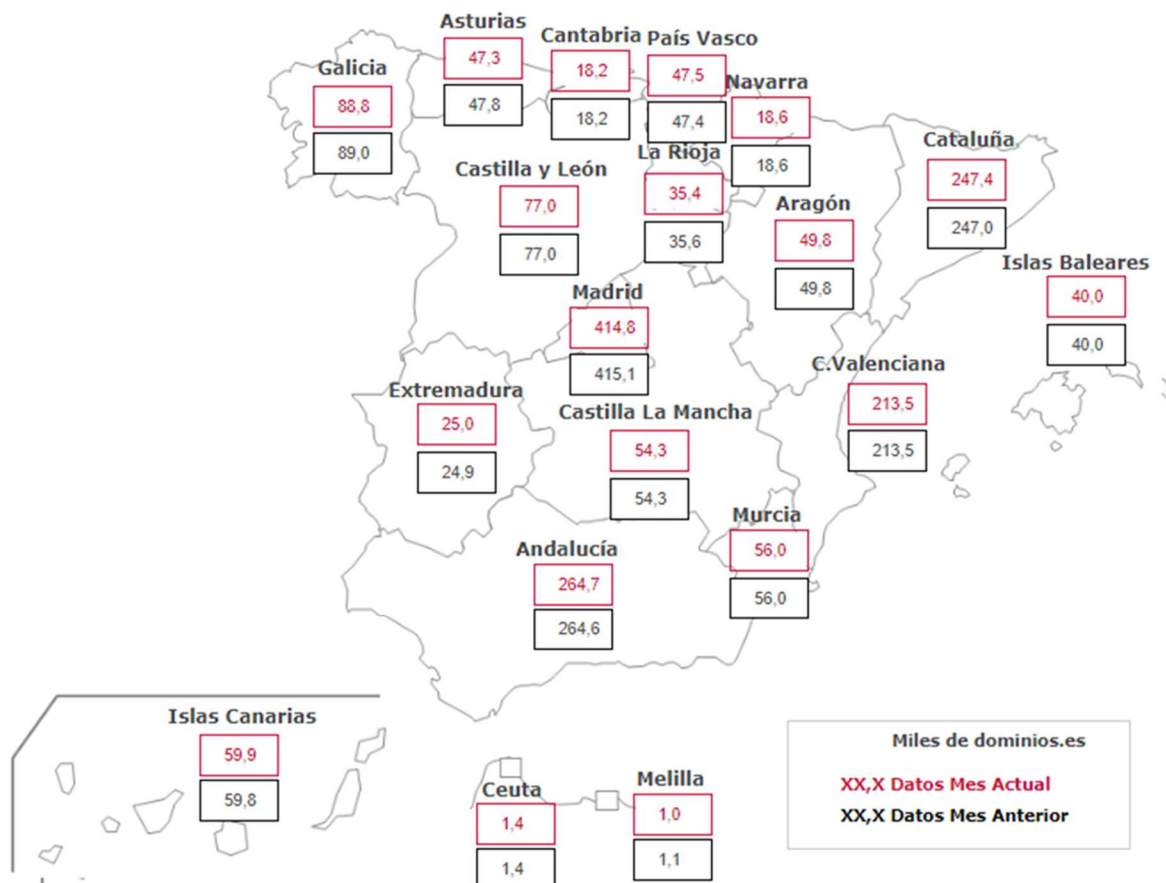 Asturias
47,3
47,8
Cantabria
18,2
18,2
País Vasco
47,5
47,4
Galicia
88,8
89,0
Navarra
18,6
18,6
Cataluña
247,4
247,0
Castilla y León
77,0
77,0
La Rioja
35,4
35,6
Aragón
49,8
49,8
Islas Baleares
40,0
40,0
Madrid
414,8
415,1
C.Valenciana
213,5
213,5
Extremadura
25,0
24,9
Castilla La Mancha
54,3
54,3
Murcia
56,0
56,0
Andalucía
264,7
264,6
Islas Canarias
59,9
59,8
Ceuta
1,4
1,4
Melilla
1,0
1,1
Miles de dominios.es
XX,X Datos Mes Actual
XX,X Datos Mes Anterior